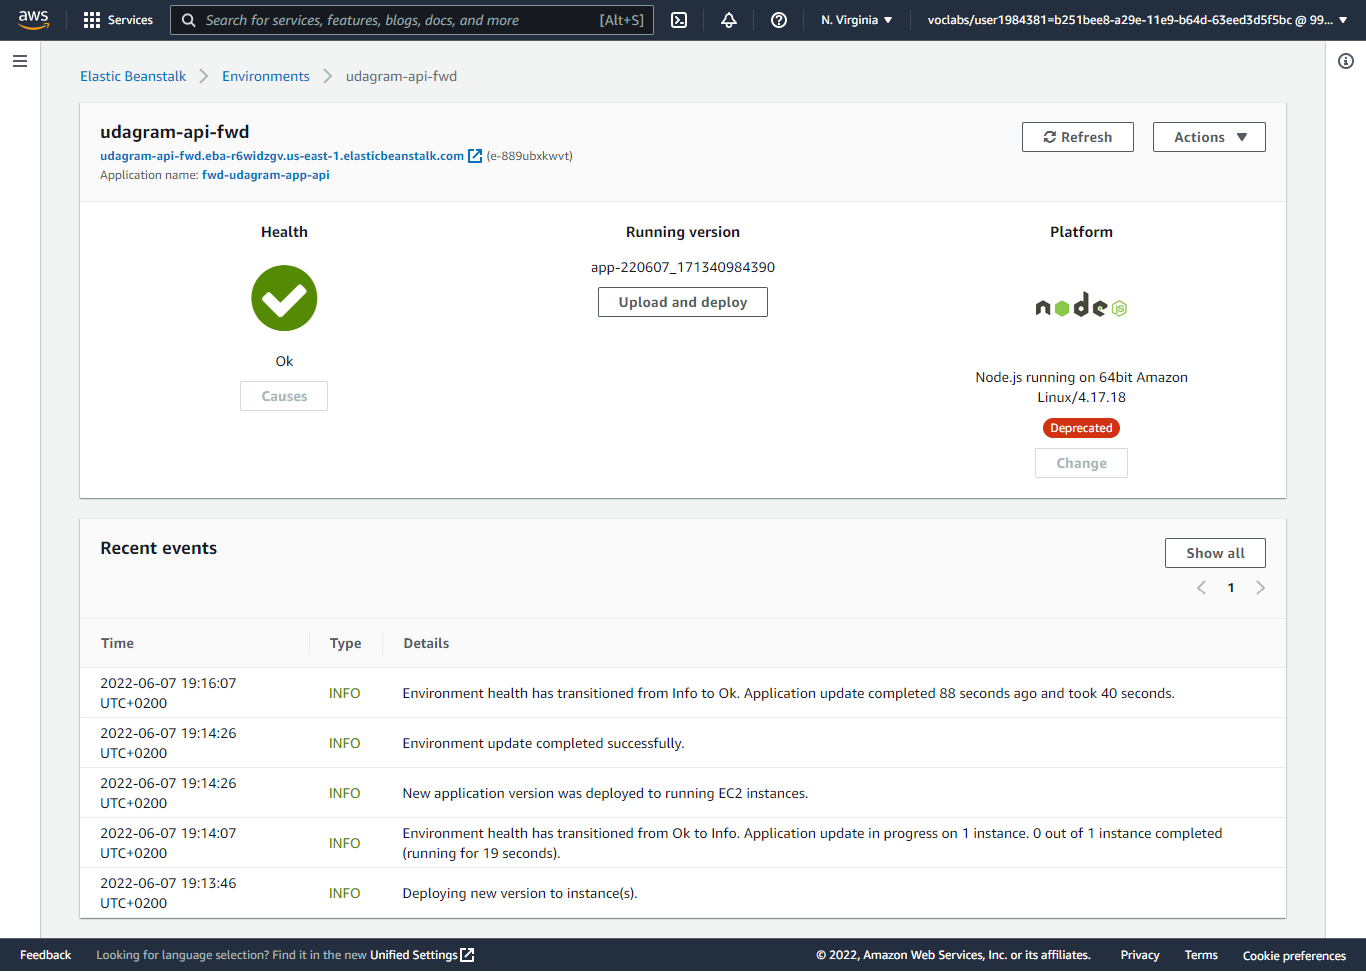 aws Services Search for services, features, blogs, docs, and more [Alt+S] N. Virginia voclabs/user1984381=b251bee8-a29e-11e9-b64d-63eed3d5f5bc @ 99...
Elastic Beanstalk Environments udagram-api-fwd
udagram-api-fwd
Refresh Actions
udagram-api-fwd.eba-r6widzgv.us-east-1.elasticbeanstalk.com (e-889ubxkwvt)
Application name: fwd-udagram-app-api
Health
Ok
Causes
Running version
app-220607_171340984390
Upload and deploy
Platform
node JS
Node.js running on 64bit Amazon
Linux/4.17.18
Deprecated
Change
Recent events
Show all
1
Time Type Details
2022-06-07 19:16:07
UTC+0200
INFO
Environment health has transitioned from Info to Ok. Application update completed 88 seconds ago and took 40 seconds.
2022-06-07 19:14:26
UTC+0200
INFO
Environment update completed successfully.
2022-06-07 19:14:26
UTC+0200
INFO
New application version was deployed to running EC2 instances.
2022-06-07 19:14:07
UTC+0200
INFO
Environment health has transitioned from Ok to Info. Application update in progress on 1 instance. 0 out of 1 instance completed
(running for 19 seconds).
2022-06-07 19:13:46
UTC+0200
INFO
Deploying new version to instance(s).
Feedback Looking for language selection? Find it in the new Unified Settings © 2022, Amazon Web Services, Inc. or its affiliates. Privacy Terms Cookie preferences